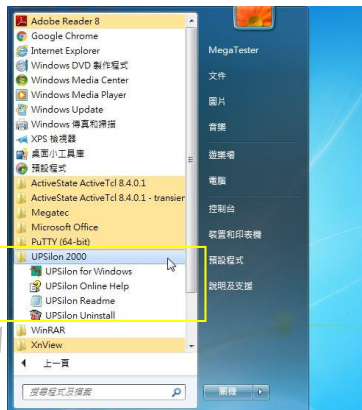 Adobe Reader 8
Google Chrome
Internet Explorer
Windows DVD 製作程式
Windows Media Center
Windows Media Player
Windows Update
Windows 傳真和掃描
XPS 檢視器
桌面小工具庫
預設程式
ActiveState ActiveTcl 8.4.0.1
ActiveState ActiveTcl 8.4.0.1 - transier
Megatec
Microsoft Office
PuTTY (64-bit)
UPSilon 2000
UPSilon for Windows
UPSilon Online Help
UPSilon Readme
UPSilon Uninstall
WinRAR
XnView
上一頁
搜尋程式及檔案
MegaTester
文件
圖片
音樂
遊樂場
電腦
控制台
裝置和印表機
預設程式
說明及支援
關機